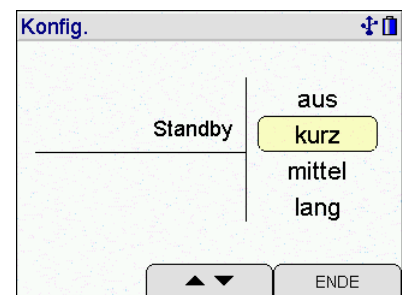 Konfig.
aus
Standby
kurz
mittel
lang
ENDE